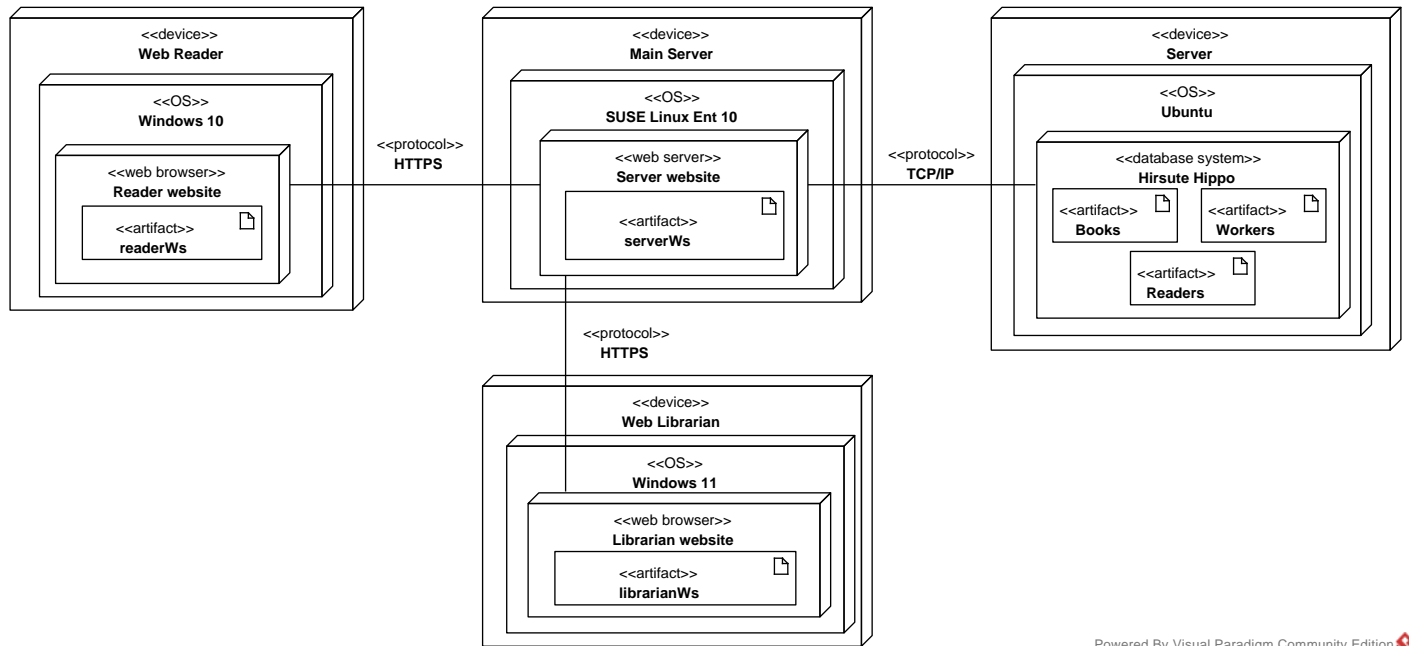 <<device>>
Web Reader
<<OS>>
Windows 10
<<web browser>>
Reader website
<<artifact>>
readerWs
<<protocol>>
HTTPS
<<device>>
Main Server
<<OS>>
SUSE Linux Ent 10
<<web server>>
Server website
<<artifact>>
serverWs
<<protocol>>
TCP/IP
<<device>>
Server
<<OS>>
Ubuntu
<<database system>>
Hirsute Hippo
<<artifact>>
Books
<<artifact>>
Workers
<<artifact>>
Readers
<<protocol>>
HTTPS
<<device>>
Web Librarian
<<OS>>
Windows 11
<<web browser>>
Librarian website
<<artifact>>
librarianWs
Powered By Visual Paradigm Community Edition